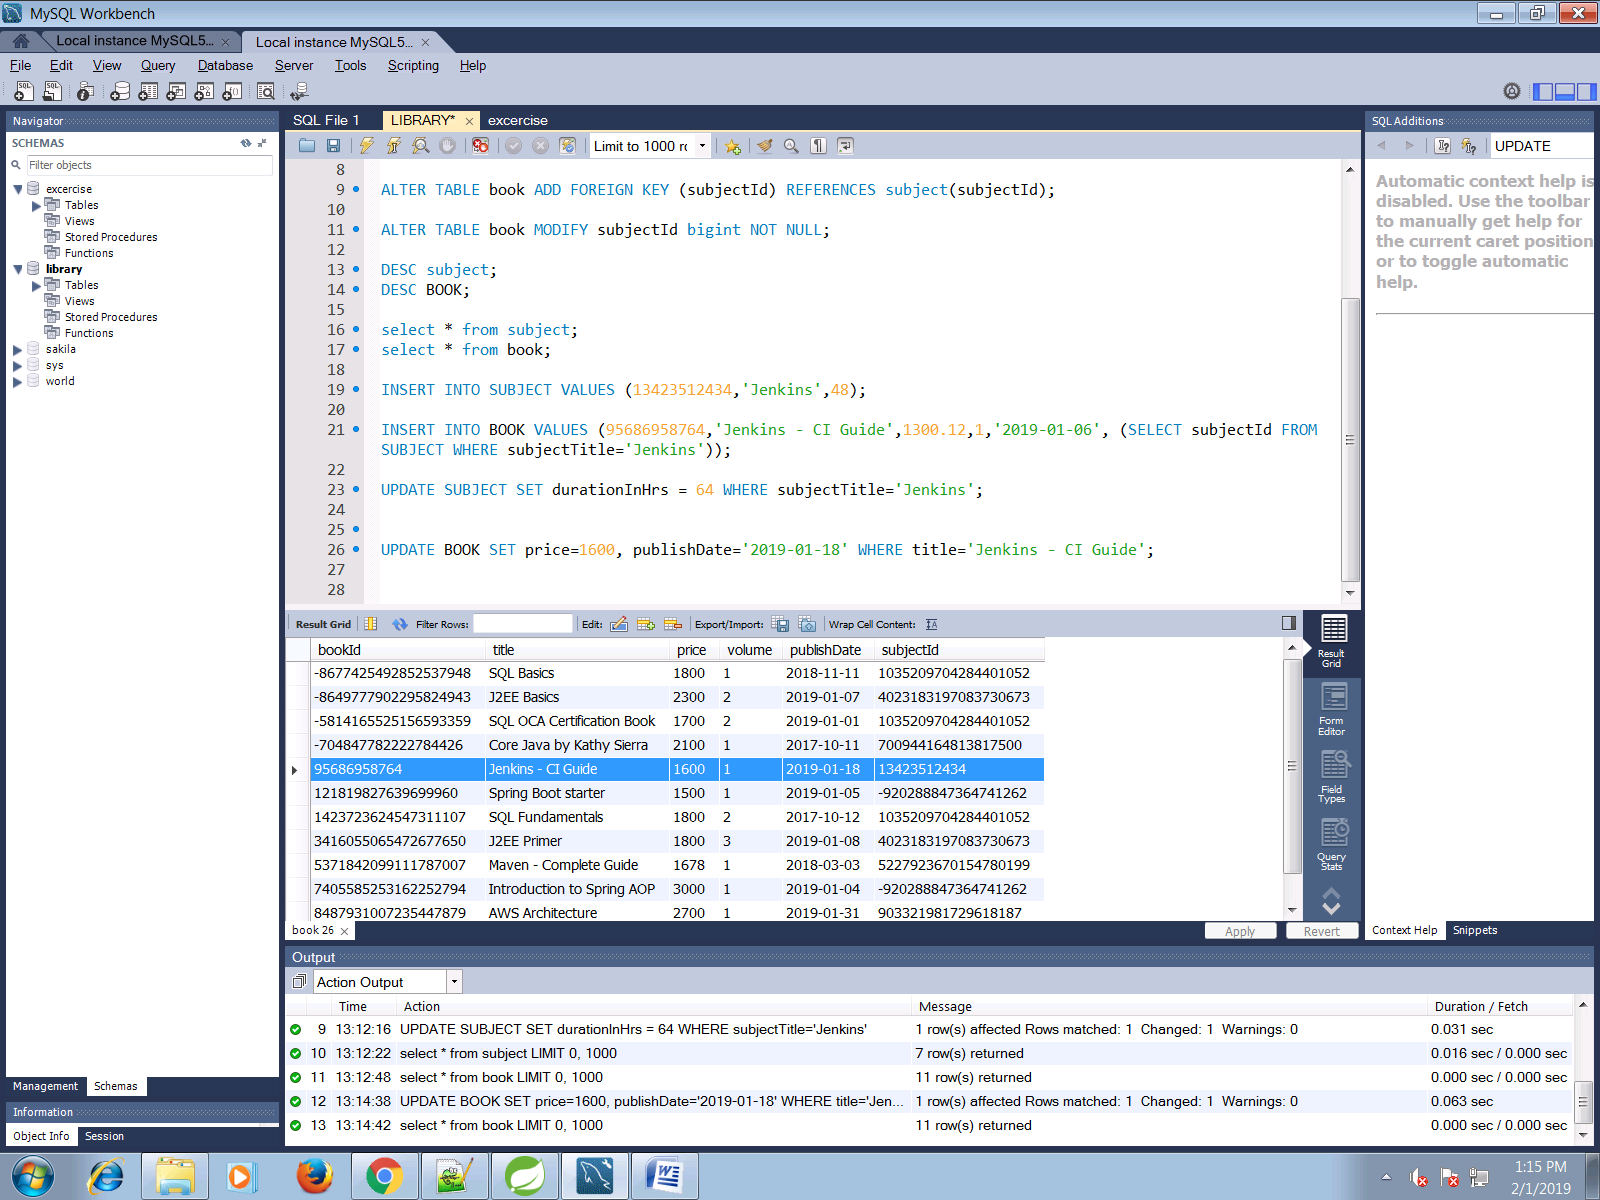 MySQL Workbench
Local instance MySQL5... × Local instance MySQL5... ×
File Edit View Query Database Server Tools Scripting Help
Navigator
SCHEMAS
Filter objects
excercise
Tables
Views
Stored Procedures
Functions
library
Tables
Views
Stored Procedures
Functions
sakila
sys
world
Management Schemas
Information
Object Info Session
SQL File 1 LIBRARY* × excercise
Limit to 1000 rc
8
9 ALTER TABLE book ADD FOREIGN KEY (subjectId) REFERENCES subject(subjectId);
10
11 ALTER TABLE book MODIFY subjectId bigint NOT NULL;
12
13 DESC subject;
14 DESC BOOK;
15
16 select * from subject;
17 select * from book;
18
19 INSERT INTO SUBJECT VALUES (13423512434,'Jenkins',48);
20
21 INSERT INTO BOOK VALUES (95686958764,'Jenkins - CI Guide',1300.12,1,'2019-01-06', (SELECT subjectId FROM
SUBJECT WHERE subjectTitle='Jenkins'));
22
23 UPDATE SUBJECT SET durationInHrs = 64 WHERE subjectTitle='Jenkins';
24
25
26 UPDATE BOOK SET price=1600, publishDate='2019-01-18' WHERE title='Jenkins - CI Guide';
27
28
Result Grid Filter Rows: Edit: Export/Import: Wrap Cell Content: IA
bookId title price volume publishDate subjectId
-8677425492852537948 SQL Basics 1800 1 2018-11-11 1035209704284401052
-8649777902295824943 J2EE Basics 2300 2 2019-01-07 4023183197083730673
-5814165525156593359 SQL OCA Certification Book 1700 2 2019-01-01 1035209704284401052
-704847782222784426 Core Java by Kathy Sierra 2100 1 2017-10-11 700944164813817500
95686958764 Jenkins - CI Guide 1600 1 2019-01-18 13423512434
121819827639699960 Spring Boot starter 1500 1 2019-01-05 -920288847364741262
1423723624547311107 SQL Fundamentals 1800 2 2017-10-12 1035209704284401052
3416055065472677650 J2EE Primer 1800 3 2019-01-08 4023183197083730673
5371842099111787007 Maven - Complete Guide 1678 1 2018-03-03 5227923670154780199
7405585253162252794 Introduction to Spring AOP 3000 1 2019-01-04 -920288847364741262
8487931007235447879 AWS Architecture 2700 1 2019-01-31 903321981729618187
Result
Grid
Form
Editor
Field
Types
Query
Stats
book 26 × Apply Revert
SQL Additions
UPDATE
Automatic context help is
disabled. Use the toolbar
to manually get help for
the current caret position
or to toggle automatic
help.
Context Help Snippets
Output
Action Output
Time Action Message Duration / Fetch
9 13:12:16 UPDATE SUBJECT SET durationInHrs = 64 WHERE subjectTitle='Jenkins' 1 row(s) affected Rows matched: 1 Changed: 1 Warnings: 0 0.031 sec
10 13:12:22 select * from subject LIMIT 0, 1000 7 row(s) returned 0.016 sec / 0.000 sec
11 13:12:48 select * from book LIMIT 0, 1000 11 row(s) returned 0.000 sec / 0.000 sec
12 13:14:38 UPDATE BOOK SET price=1600, publishDate='2019-01-18' WHERE title='Jen... 1 row(s) affected Rows matched: 1 Changed: 1 Warnings: 0 0.063 sec
13 13:14:42 select * from book LIMIT 0, 1000 11 row(s) returned 0.000 sec / 0.000 sec
1:15 PM
2/1/2019